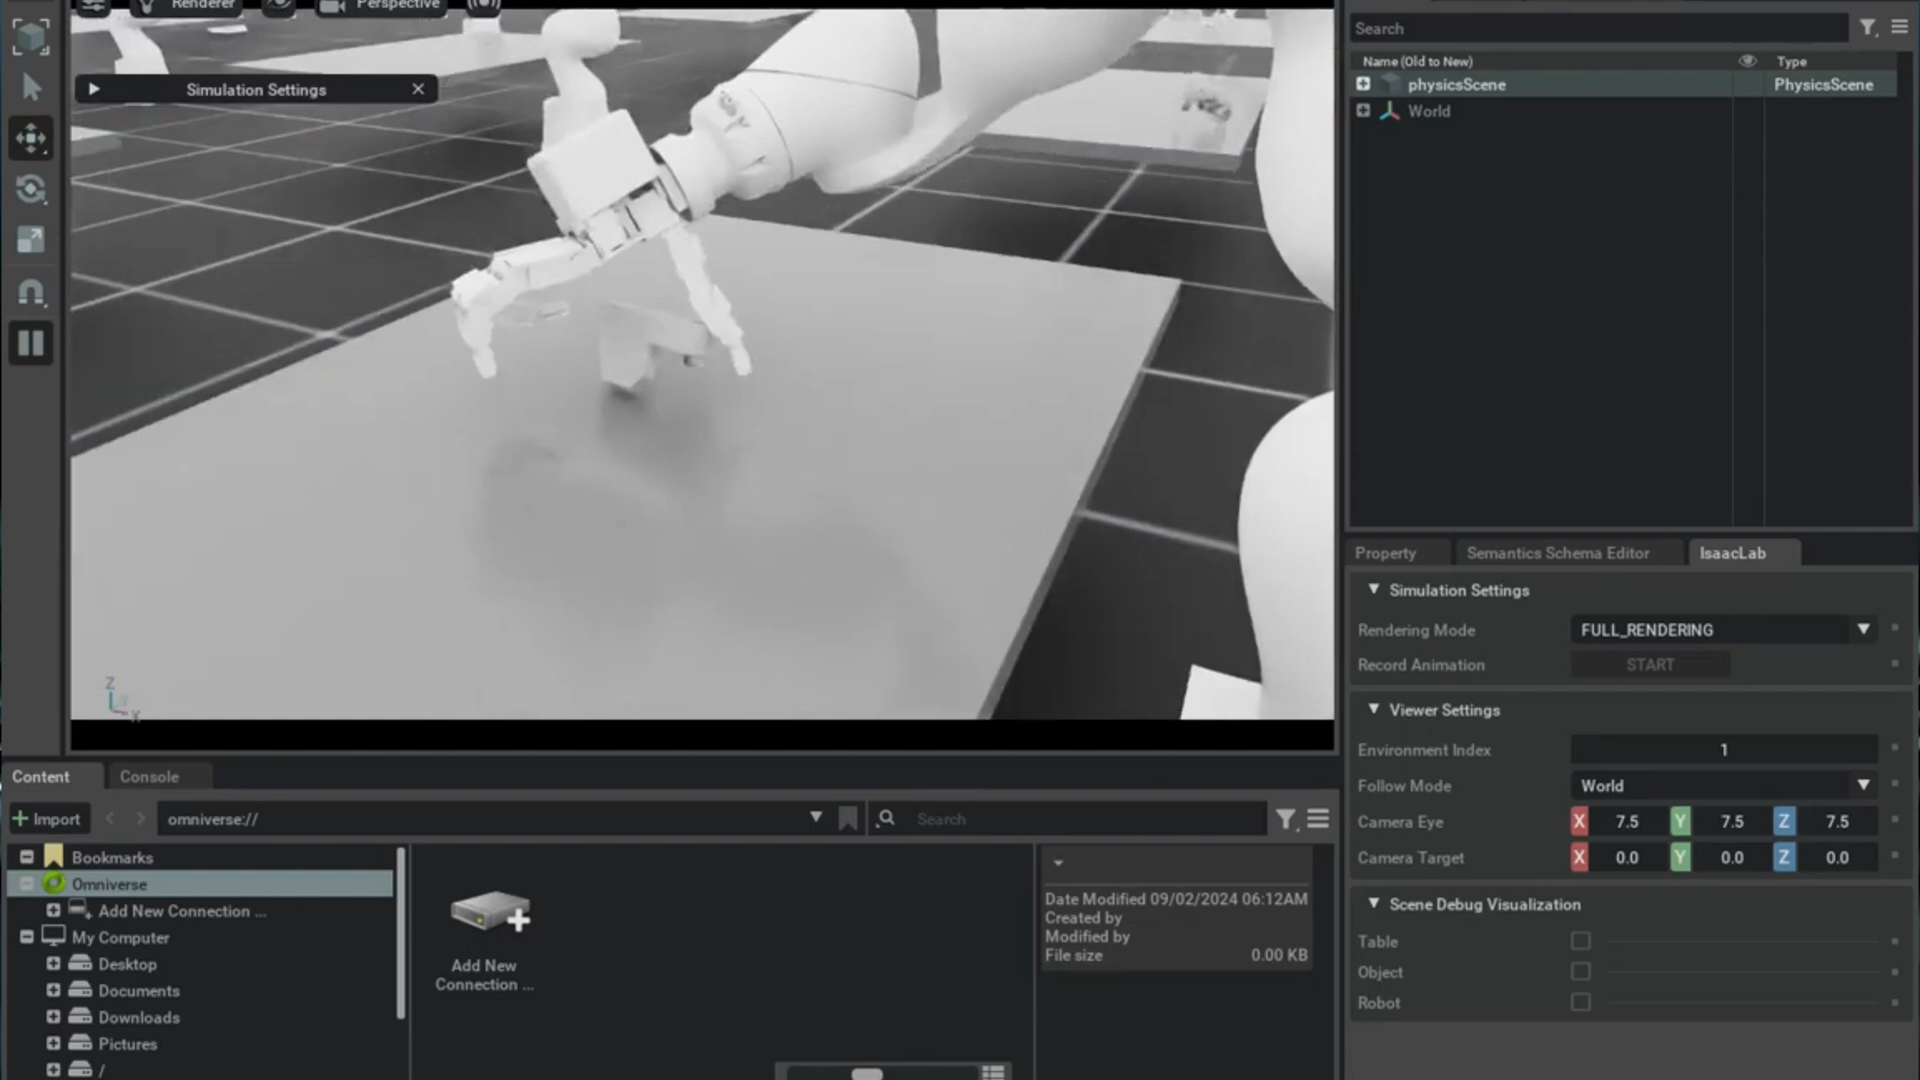 Renderer
Perspective
Simulation Settings
Search
Name (Old to New)
Type
physicsScene
PhysicsScene
World
Property
Semantics Schema Editor
IsaacLab
Simulation Settings
Rendering Mode
FULL_RENDERING
Record Animation
START
Viewer Settings
Environment Index
1
Follow Mode
World
Camera Eye
X 7.5 Y 7.5 Z 7.5
Camera Target
X 0.0 Y 0.0 Z 0.0
Scene Debug Visualization
Table
Object
Robot
Z
X
Content
Console
Import
omniverse://
Search
Bookmarks
Omniverse
Add New Connection ...
My Computer
Desktop
Documents
Downloads
Pictures
/
Add New
Connection ...
Date Modified 09/02/2024 06:12AM
Created by
Modified by
File size 0.00 KB